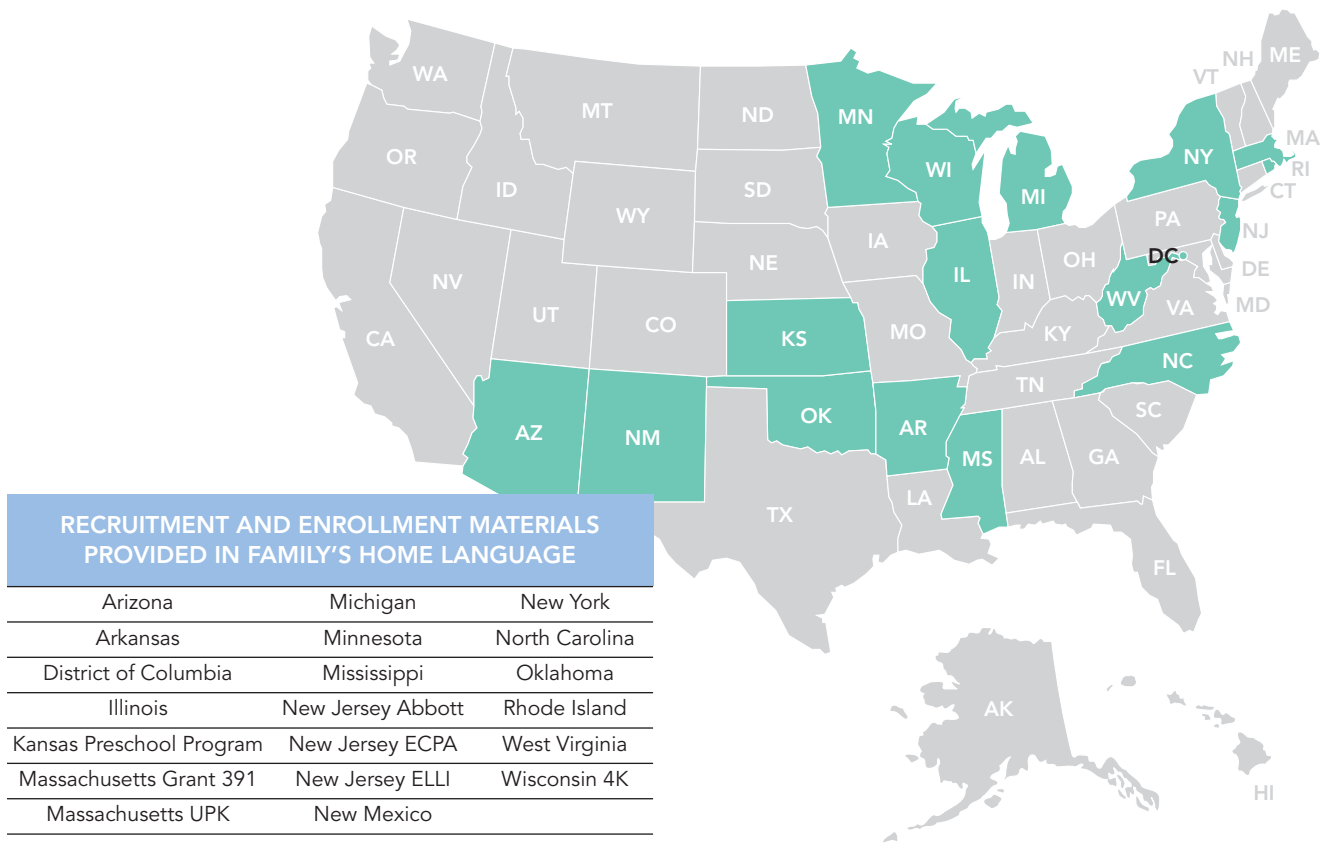 WA
MT
ND
MN
VT
NH
ME
OR
ID
SD
WI
MI
NY
MA
RI
CT
WY
IA
PA
NJ
NV
NE
IL
IN
OH
DC
DE
UT
CO
KS
MO
KY
WV
VA
MD
CA
AZ
NM
OK
AR
TN
NC
SC
TX
LA
MS
AL
GA
FL
AK
HI
RECRUITMENT AND ENROLLMENT MATERIALS
PROVIDED IN FAMILY’S HOME LANGUAGE
Arizona Michigan New York
Arkansas Minnesota North Carolina
District of Columbia Mississippi Oklahoma
Illinois New Jersey Abbott Rhode Island
Kansas Preschool Program New Jersey ECPA West Virginia
Massachusetts Grant 391 New Jersey ELLI Wisconsin 4K
Massachusetts UPK New Mexico